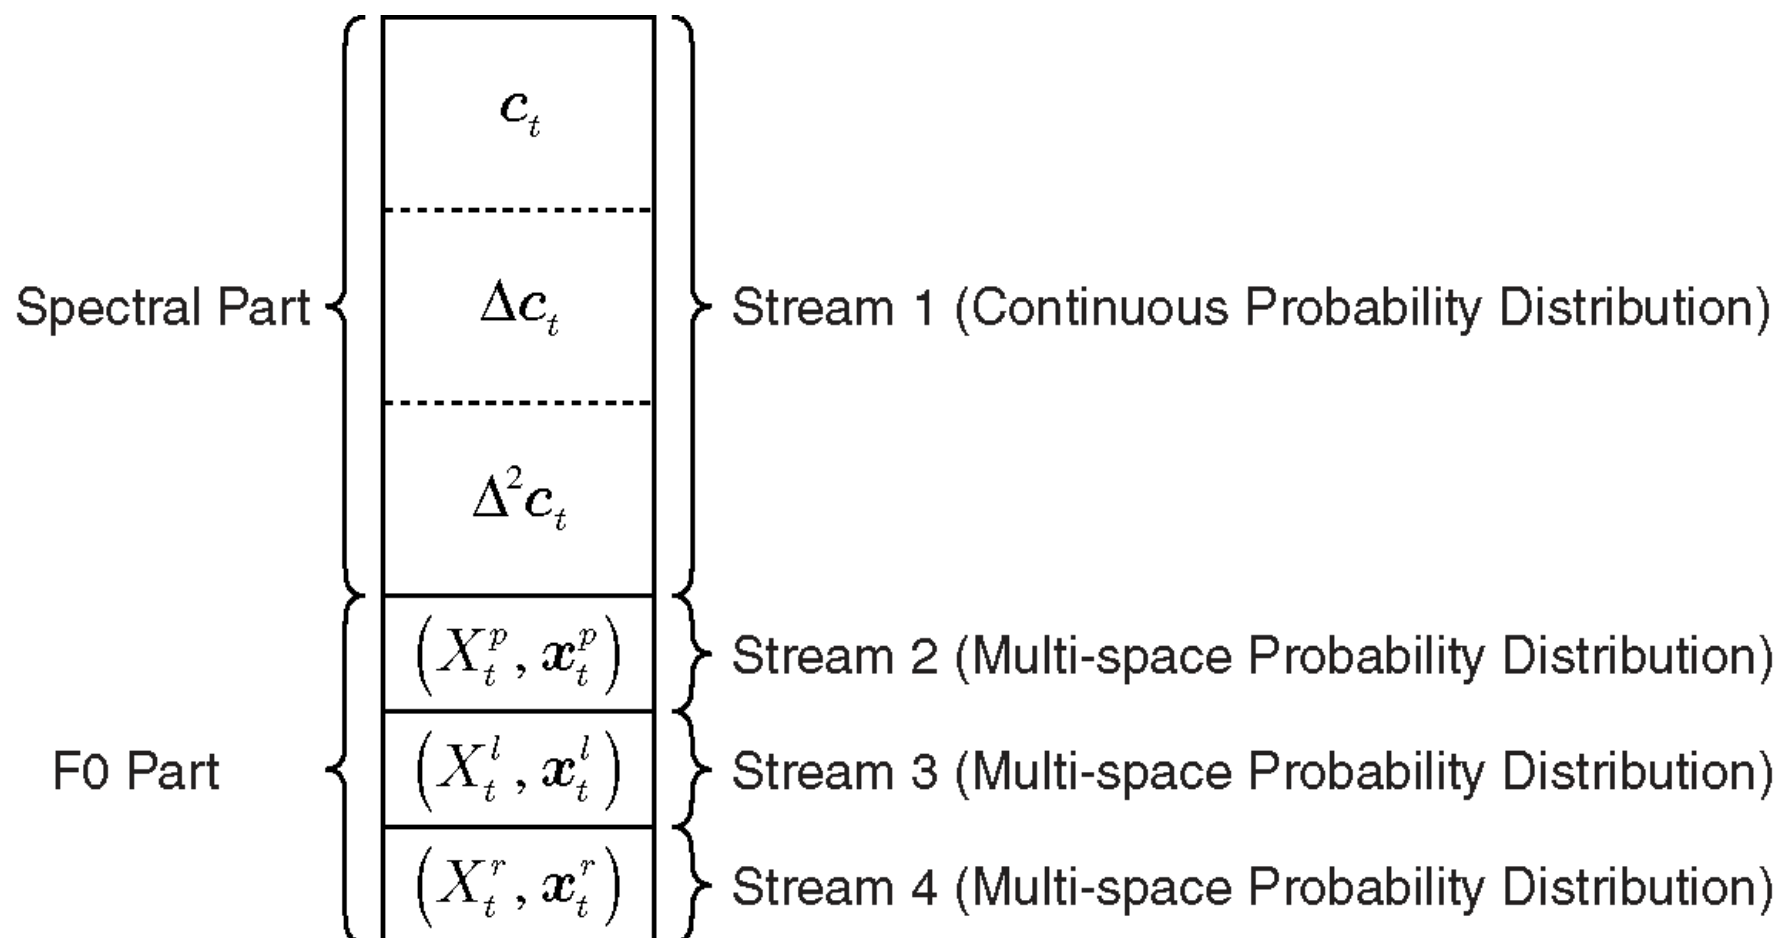 c_t
Spectral Part Δc_t Stream 1 (Continuous Probability Distribution)
Δ²c_t
(X_t^p, x_t^p) Stream 2 (Multi-space Probability Distribution)
F0 Part (X_t^l, x_t^l) Stream 3 (Multi-space Probability Distribution)
(X_t^r, x_t^r) Stream 4 (Multi-space Probability Distribution)